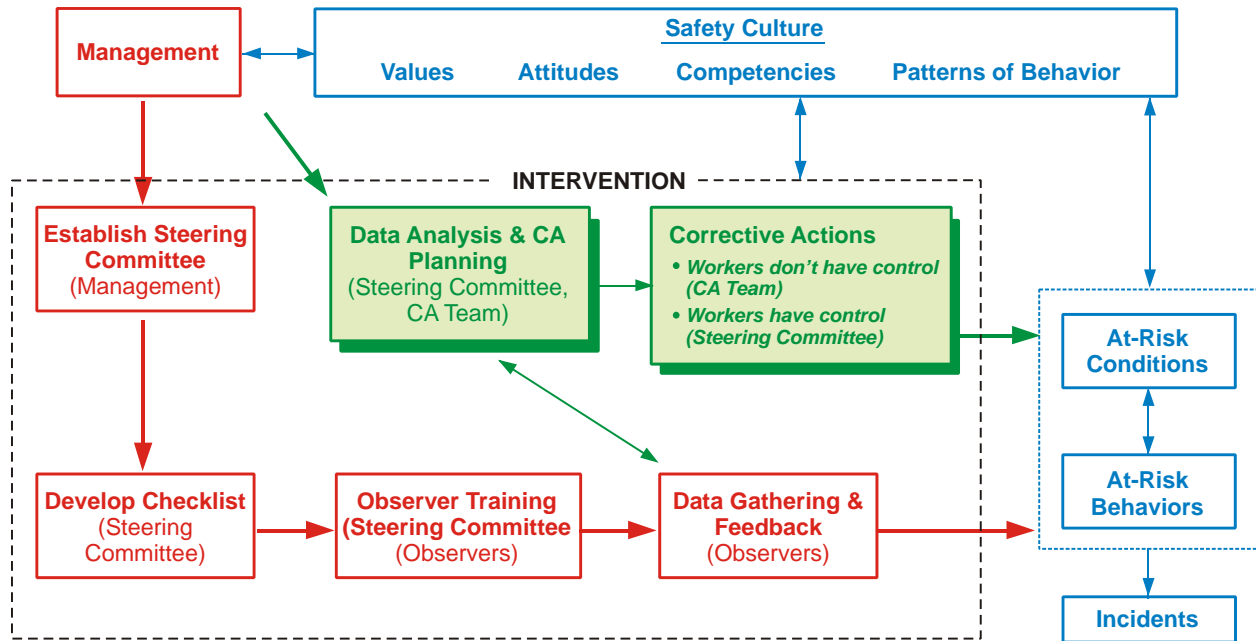 Management
Safety Culture
Values Attitudes Competencies Patterns of Behavior
INTERVENTION
Establish Steering
Committee
(Management)
Data Analysis & CA
Planning
(Steering Committee,
CA Team)
Corrective Actions
• Workers don't have control
(CA Team)
• Workers have control
(Steering Committee)
At-Risk
Conditions
At-Risk
Behaviors
Develop Checklist
(Steering
Committee)
Observer Training
(Steering Committee
(Observers)
Data Gathering &
Feedback
(Observers)
Incidents